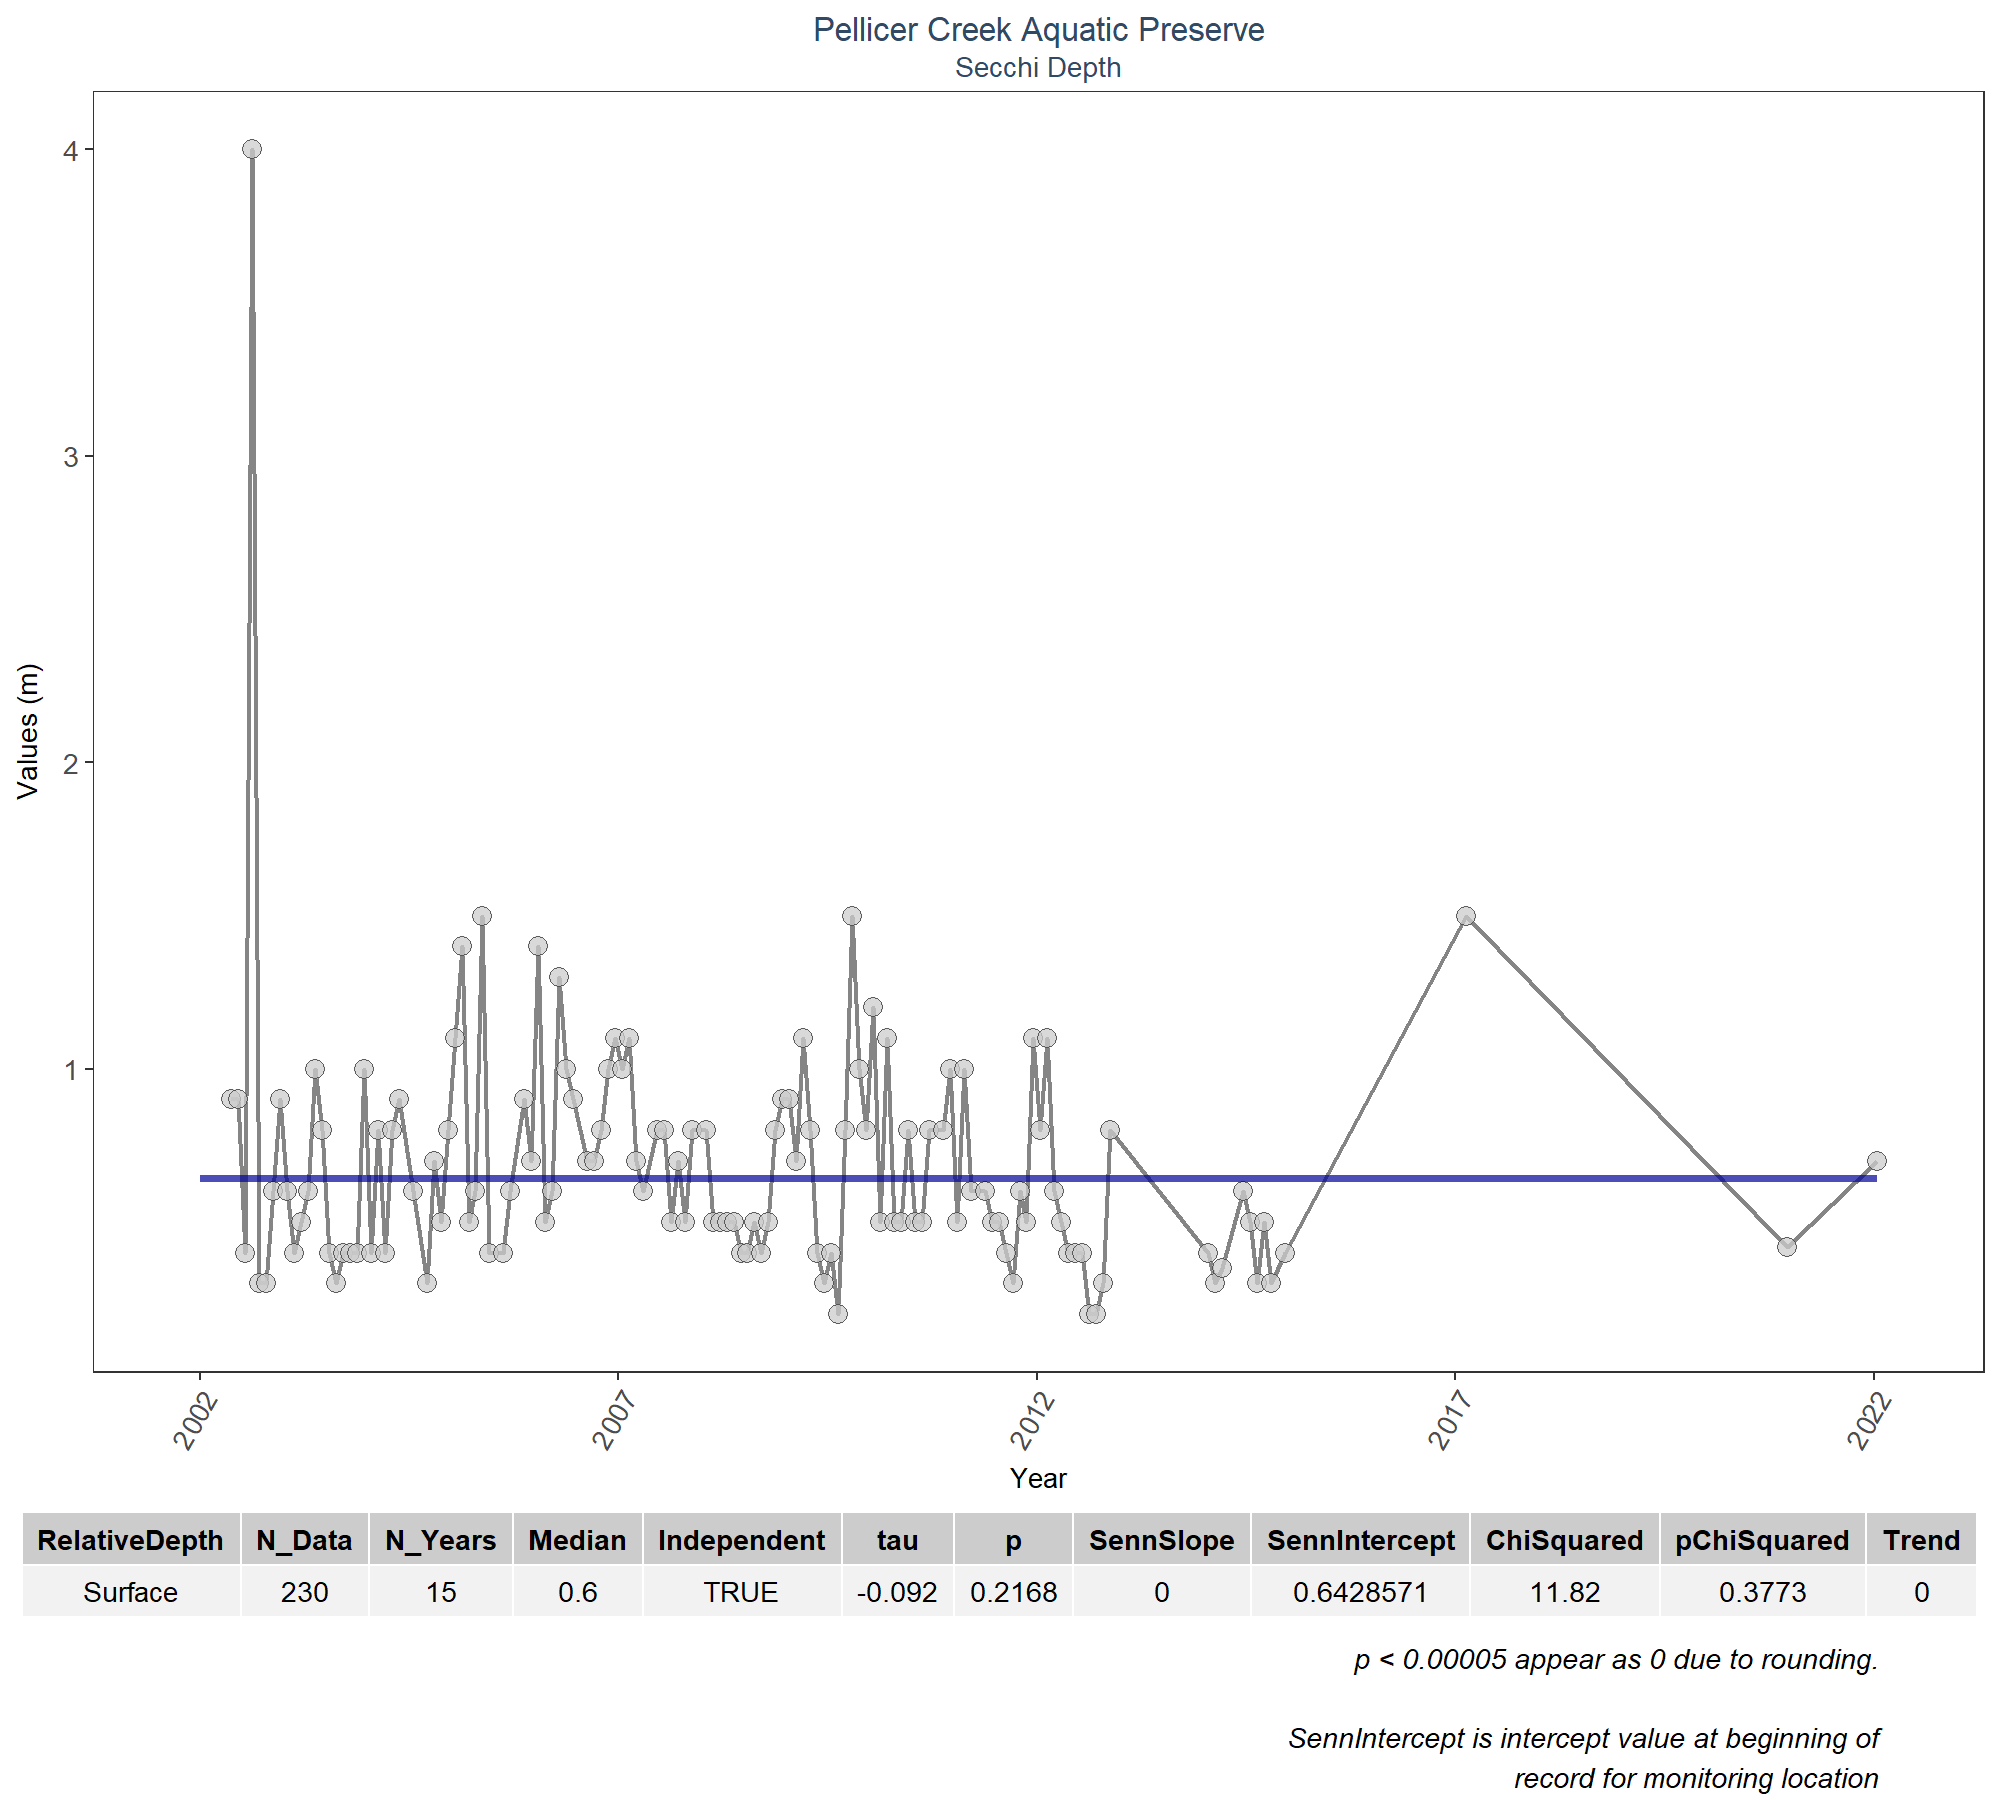 Pellicer Creek Aquatic Preserve
Secchi Depth
Values (m)
4
3
2
1
2002
2007
2012
2017
2022
Year
RelativeDepth N_Data N_Years Median Independent tau p SennSlope SennIntercept ChiSquared pChiSquared Trend
Surface 230 15 0.6 TRUE -0.092 0.2168 0 0.6428571 11.82 0.3773 0
p < 0.00005 appear as 0 due to rounding.
SennIntercept is intercept value at beginning of
record for monitoring location